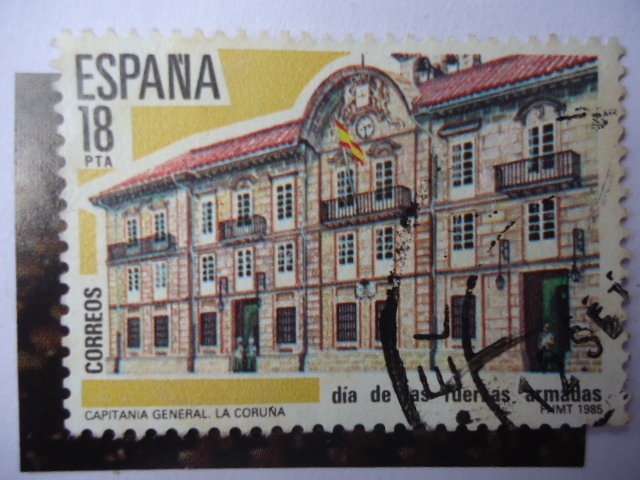 ESPAÑA
18
PTA
CORREOS
día de las fuerzas armadas
CAPITANIA GENERAL. LA CORUÑA
FNMT 1985